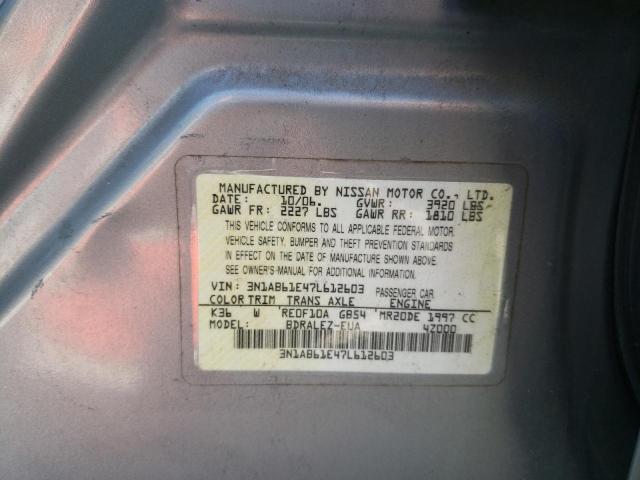 MANUFACTURED BY NISSAN MOTOR CO., LTD.
DATE: 10/06. GVWR: 3920 LBS
GAWR FR: 2227 LBS GAWR RR: 1810 LBS
THIS VEHICLE CONFORMS TO ALL APPLICABLE FEDERAL MOTOR
VEHICLE SAFETY, BUMPER AND THEFT PREVENTION STANDARDS
IN EFFECT ON THE DATE OF MANUFACTURE SHOWN ABOVE.
SEE OWNER'S-MANUAL FOR ADDITIONAL INFORMATION.
VIN: 3N1AB61E47L612603 PASSENGER CAR
COLOR TRIM TRANS AXLE ENGINE
K36 W RE0F10A GB54 MR20DE 1997 CC
MODEL: BDRALEZ-EUA 4Z000
3N1AB61E47L612603